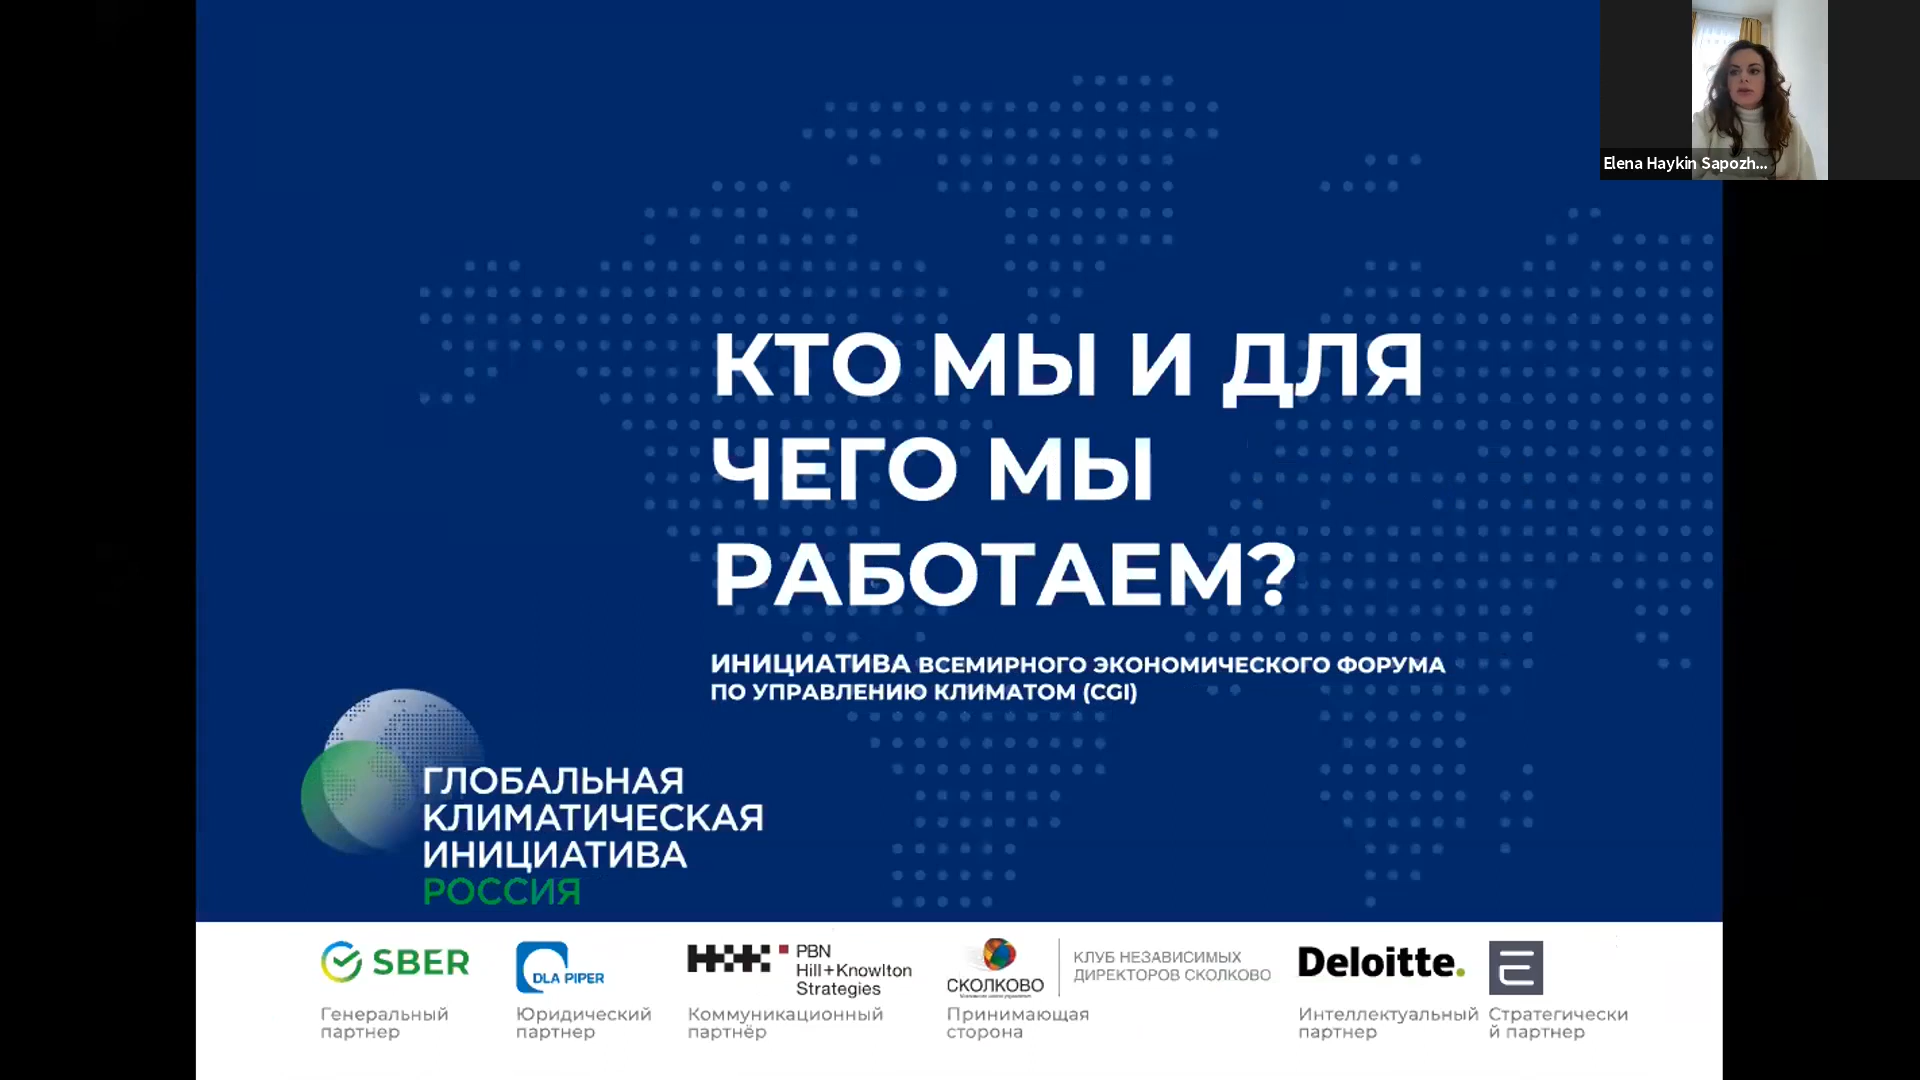 Elena Haykin Sapozh...
КТО МЫ И ДЛЯ
ЧЕГО МЫ
РАБОТАЕМ?
ИНИЦИАТИВА ВСЕМИРНОГО ЭКОНОМИЧЕСКОГО ФОРУМА
ПО УПРАВЛЕНИЮ КЛИМАТОМ (CGI)
ГЛОБАЛЬНАЯ
КЛИМАТИЧЕСКАЯ
ИНИЦИАТИВА
РОССИЯ
SBER
Генеральный
партнер
DLA PIPER
Юридический
партнер
PBN
Hill+Knowlton
Strategies
Коммуникационный
партнёр
СКОЛКОВО
КЛУБ НЕЗАВИСИМЫХ
ДИРЕКТОРОВ СКОЛКОВО
Принимающая
сторона
Deloitte.
Интеллектуальный
партнер
Стратегически
й партнер